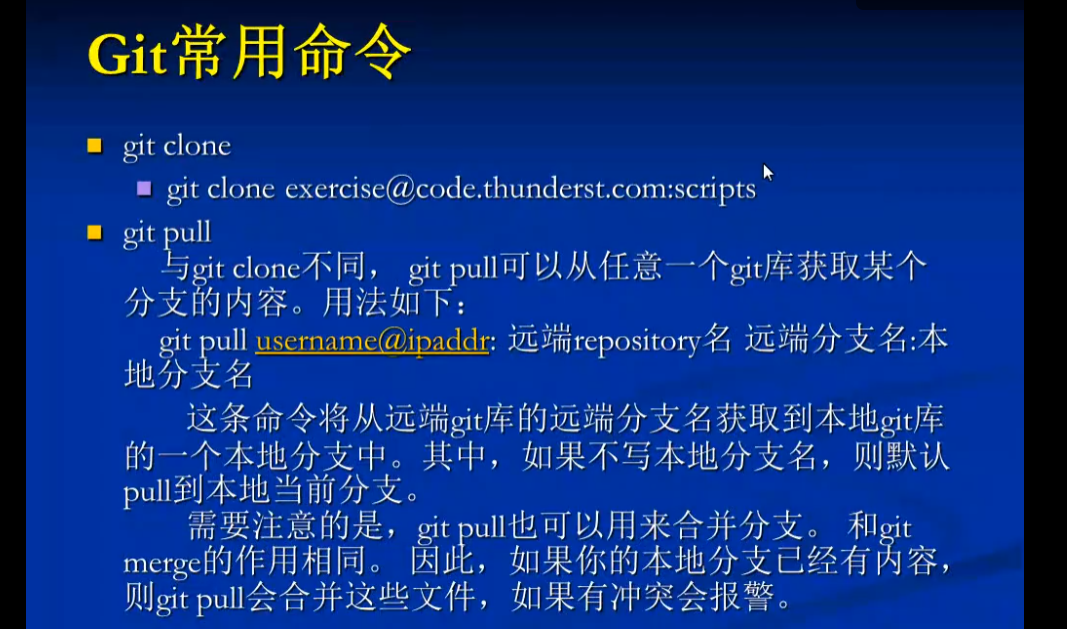 Git常用命令
git clone
git clone exercise@code.thunderst.com:scripts
git pull
与git clone不同， git pull可以从任意一个git库获取某个
分支的内容。用法如下：
git pull username@ipaddr: 远端repository名 远端分支名:本
地分支名
这条命令将从远端git库的远端分支名获取到本地git库
的一个本地分支中。其中，如果不写本地分支名，则默认
pull到本地当前分支。
需要注意的是，git pull也可以用来合并分支。 和git
merge的作用相同。 因此，如果你的本地分支已经有内容，
则git pull会合并这些文件，如果有冲突会报警。